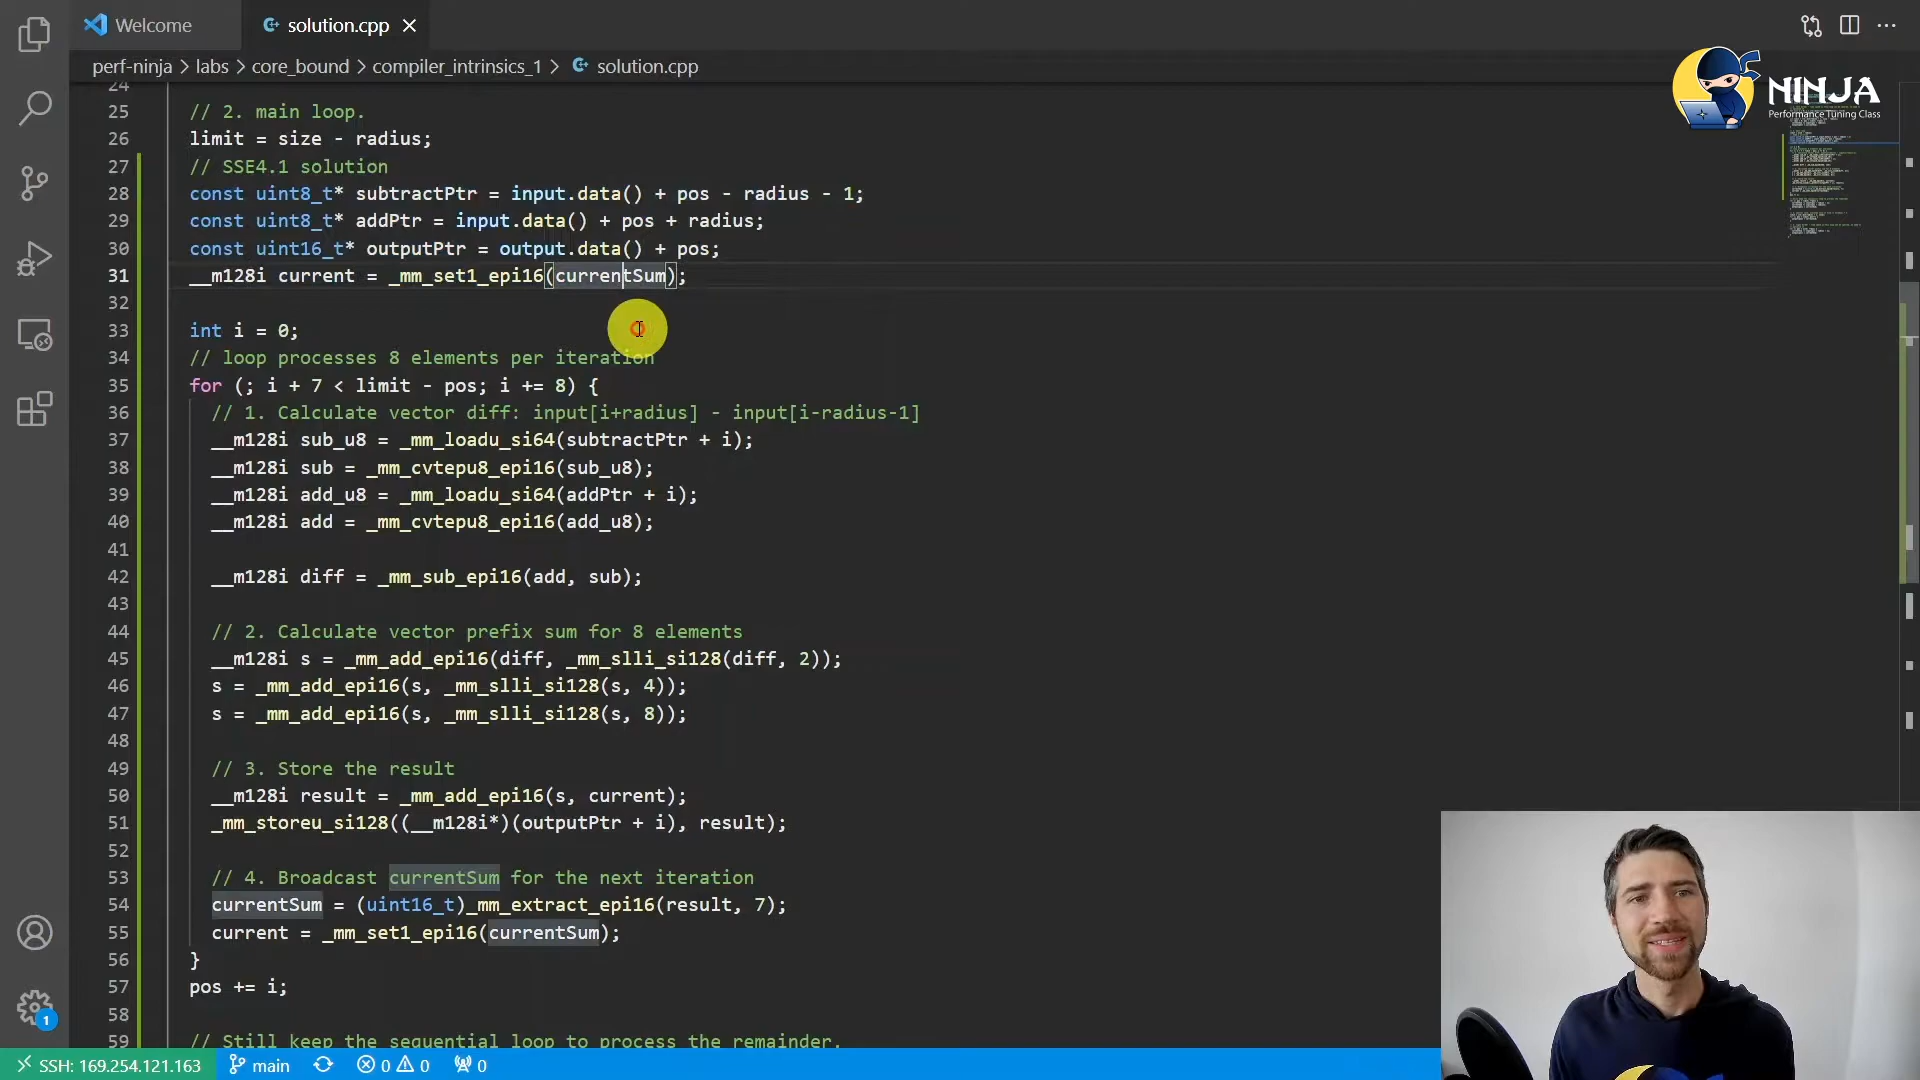 Welcome
solution.cpp
NINJA
Performance Tuning Class
perf-ninja > labs > core_bound > compiler_intrinsics_1 > solution.cpp
24
25 // 2. main loop.
26 limit = size - radius;
27 // SSE4.1 solution
28 const uint8_t* subtractPtr = input.data() + pos - radius - 1;
29 const uint8_t* addPtr = input.data() + pos + radius;
30 const uint16_t* outputPtr = output.data() + pos;
31 __m128i current = _mm_set1_epi16(currentSum);
32
33 int i = 0;
34 // loop processes 8 elements per iteration
35 for (; i + 7 < limit - pos; i += 8) {
36 // 1. Calculate vector diff: input[i+radius] - input[i-radius-1]
37 __m128i sub_u8 = _mm_loadu_si64(subtractPtr + i);
38 __m128i sub = _mm_cvtepu8_epi16(sub_u8);
39 __m128i add_u8 = _mm_loadu_si64(addPtr + i);
40 __m128i add = _mm_cvtepu8_epi16(add_u8);
41
42 __m128i diff = _mm_sub_epi16(add, sub);
43
44 // 2. Calculate vector prefix sum for 8 elements
45 __m128i s = _mm_add_epi16(diff, _mm_slli_si128(diff, 2));
46 s = _mm_add_epi16(s, _mm_slli_si128(s, 4));
47 s = _mm_add_epi16(s, _mm_slli_si128(s, 8));
48
49 // 3. Store the result
50 __m128i result = _mm_add_epi16(s, current);
51 _mm_storeu_si128((__m128i*)(outputPtr + i), result);
52
53 // 4. Broadcast currentSum for the next iteration
54 currentSum = (uint16_t)_mm_extract_epi16(result, 7);
55 current = _mm_set1_epi16(currentSum);
56 }
57 pos += i;
58
59 // Still keep the sequential loop to process the remainder.
1
SSH: 169.254.121.163 main 0 0 0